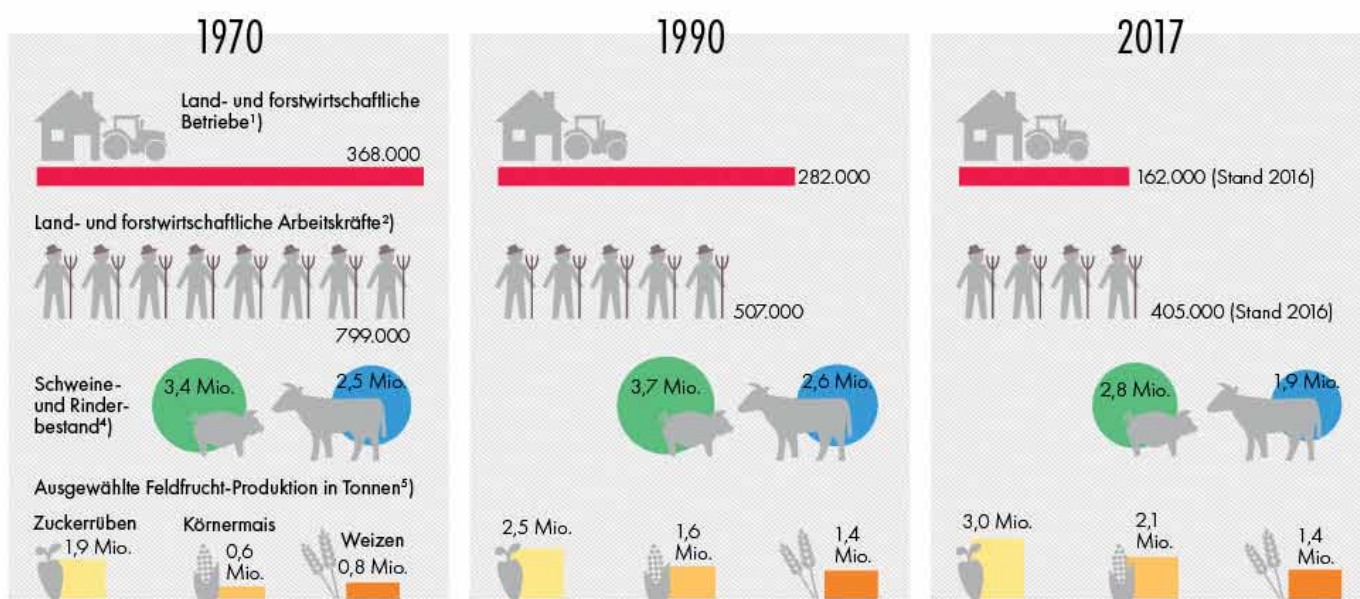 1970
Land- und forstwirtschaftliche
Betriebe¹)
368.000
Land- und forstwirtschaftliche Arbeitskräfte²)
799.000
Schweine-
und Rinder-
bestand⁴)
3,4 Mio.
2,5 Mio.
Ausgewählte Feldfrucht-Produktion in Tonnen⁵)
Zuckerrüben
1,9 Mio.
Körnermais
0,6
Mio.
Weizen
0,8 Mio.
1990
282.000
507.000
3,7 Mio.
2,6 Mio.
2,5 Mio.
1,6
Mio.
1,4
Mio.
2017
162.000 (Stand 2016)
405.000 (Stand 2016)
2,8 Mio.
1,9 Mio.
3,0 Mio.
2,1
Mio.
1,4
Mio.